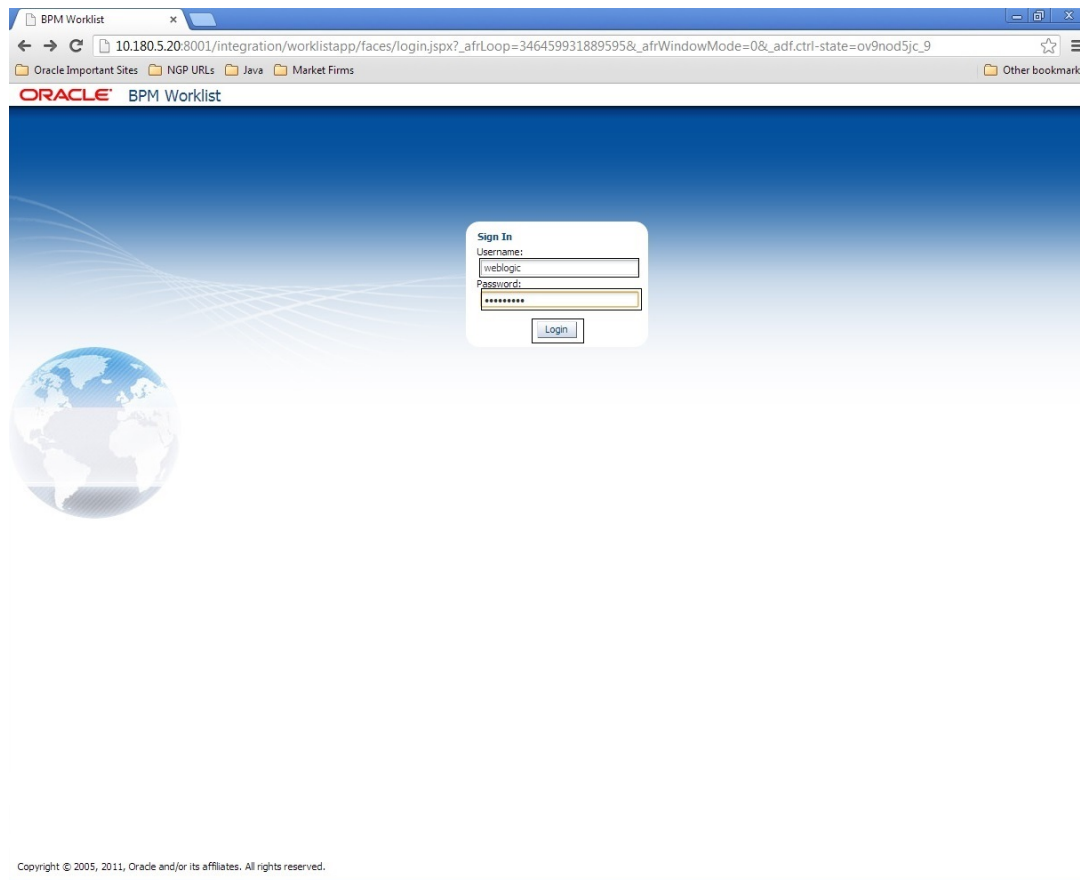 BPM Worklist
10.180.5.20:8001/integration/worklistapp/faces/login.jspx?_afrLoop=3464599318895958&_afrWindowMode=0&_adf.ctrl-state=ov9nod5jc_9
Oracle Important Sites NGP URLs Java Market Firms Other bookmark
ORACLE BPM Worklist
Sign In
Username:
weblogic
Password:
•••••••••
Login
Copyright © 2005, 2011, Oracle and/or its affiliates. All rights reserved.